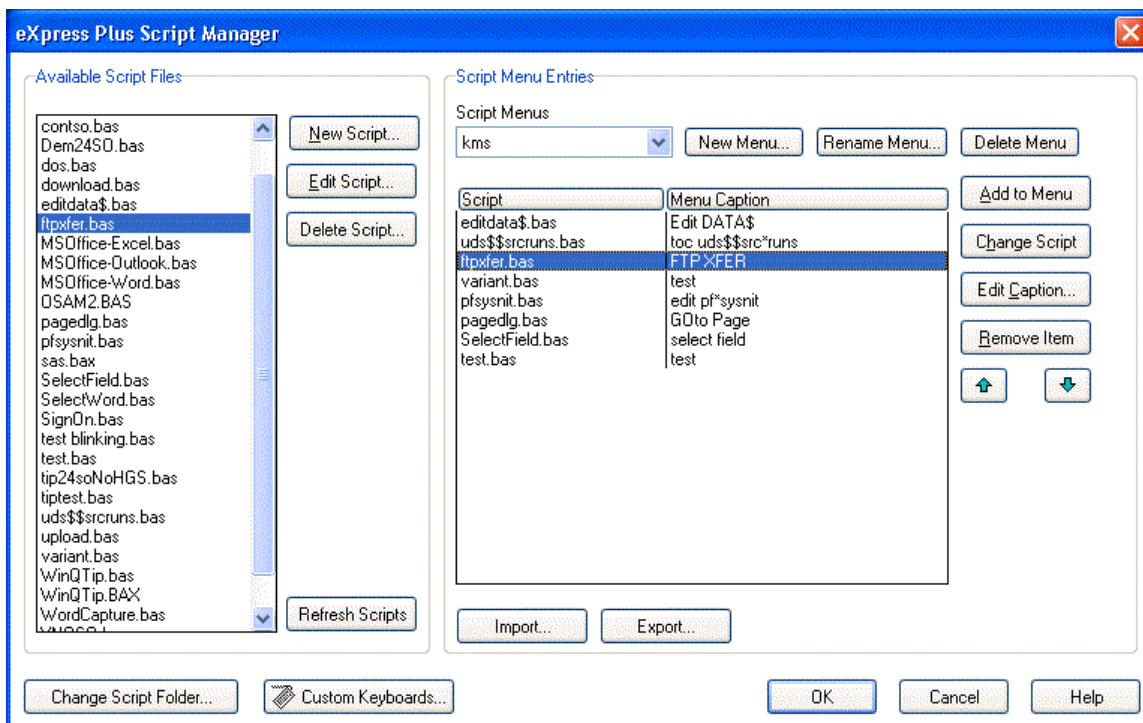 eXpress Plus Script Manager
Available Script Files
contso.bas
Dem24SO.bas
dos.bas
download.bas
editdata$.bas
ftpxfer.bas
MSOffice-Excel.bas
MSOffice-Outlook.bas
MSOffice-Word.bas
OSAM2.BAS
pagedlg.bas
pfsysnit.bas
sas.bax
SelectField.bas
SelectWord.bas
SignOn.bas
test blinking.bas
test.bas
tip24soNoHGS.bas
tiptest.bas
uds$$srcruns.bas
upload.bas
variant.bas
WinQTip.bas
WinQTip.BAX
WordCapture.bas
New Script...
Edit Script...
Delete Script...
Refresh Scripts
Script Menu Entries
Script Menus
kms
New Menu...
Rename Menu...
Delete Menu
Script Menu Caption
editdata$.bas Edit DATA$
uds$$srcruns.bas toc uds$$src*runs
ftpxfer.bas FTP XFER
variant.bas test
pfsysnit.bas edit pf*sysnit
pagedlg.bas GOto Page
SelectField.bas select field
test.bas test
Add to Menu
Change Script
Edit Caption...
Remove Item
Import...
Export...
Change Script Folder...
Custom Keyboards...
OK
Cancel
Help